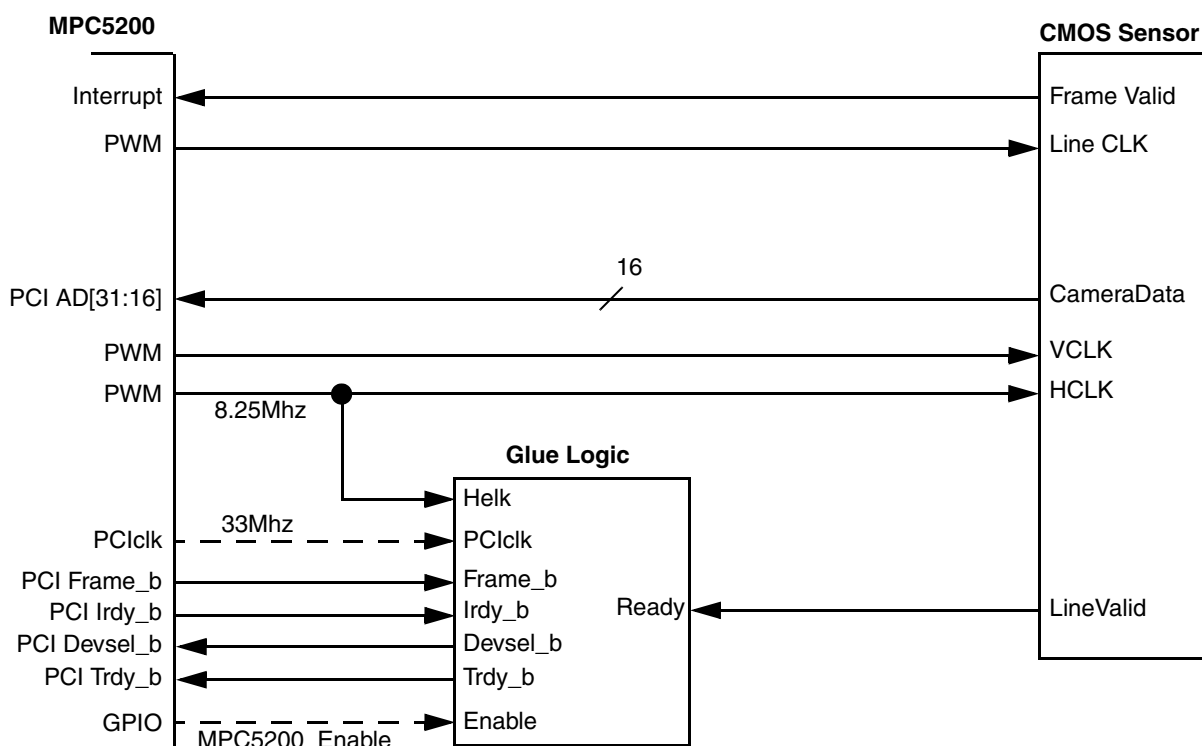 MPC5200
CMOS Sensor
Interrupt
Frame Valid
PWM
Line CLK
16
PCI AD[31:16]
CameraData
PWM
VCLK
PWM
HCLK
8.25Mhz
Glue Logic
Helk
33Mhz
PCIclk
PCIclk
PCI Frame_b
Frame_b
PCI Irdy_b
Irdy_b
Ready
LineValid
PCI Devsel_b
Devsel_b
PCI Trdy_b
Trdy_b
GPIO
Enable
MPC5200_Enable